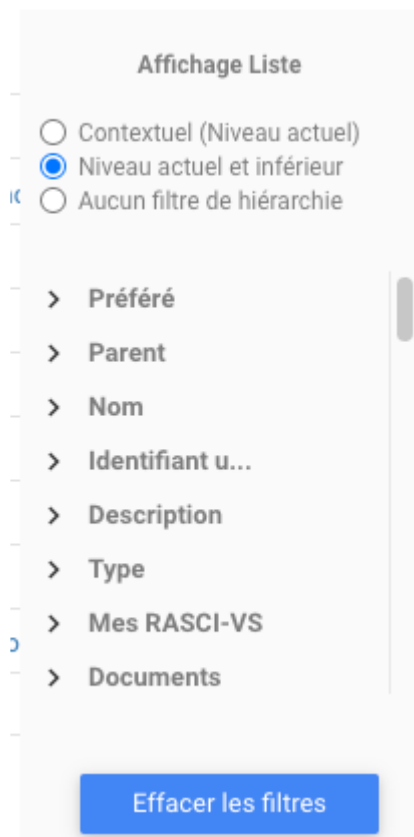 Affichage Liste
Contextuel (Niveau actuel)
Niveau actuel et inférieur
Aucun filtre de hiérarchie
Préféré
Parent
Nom
Identifiant u...
Description
Type
Mes RASCI-VS
Documents
Effacer les filtres